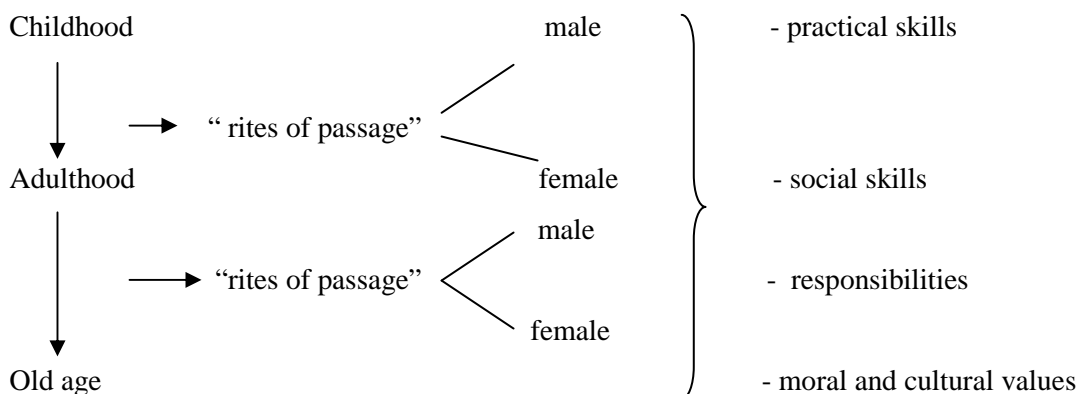 Childhood male - practical skills
“ rites of passage”
Adulthood female - social skills
male
“rites of passage” - responsibilities
female
Old age - moral and cultural values